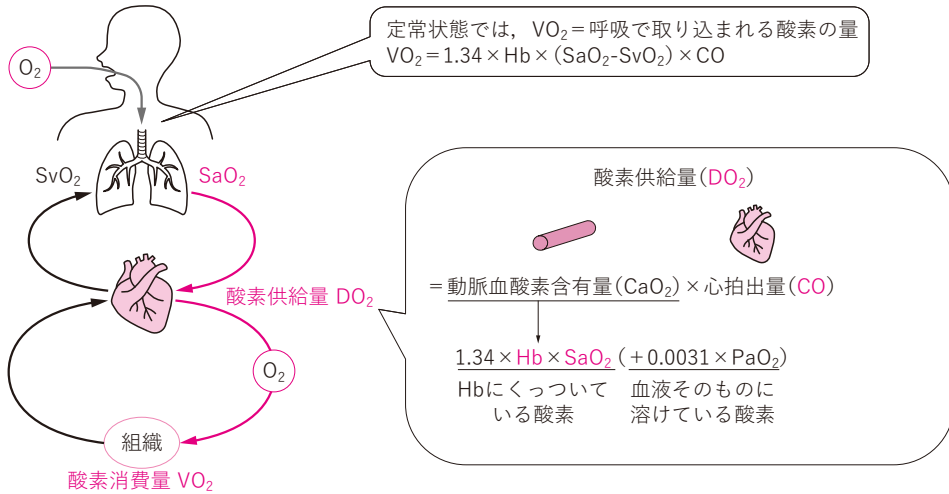 定常状態では，VO₂＝呼吸で取り込まれる酸素の量
VO₂＝1.34×Hb×(SaO₂-SvO₂)×CO
O₂
SvO₂
SaO₂
酸素供給量 DO₂
O₂
組織
酸素消費量 VO₂
酸素供給量(DO₂)
＝動脈血酸素含有量(CaO₂)×心拍出量(CO)
1.34×Hb×SaO₂(＋0.0031×PaO₂)
Hbにくっついて
いる酸素
血液そのものに
溶けている酸素